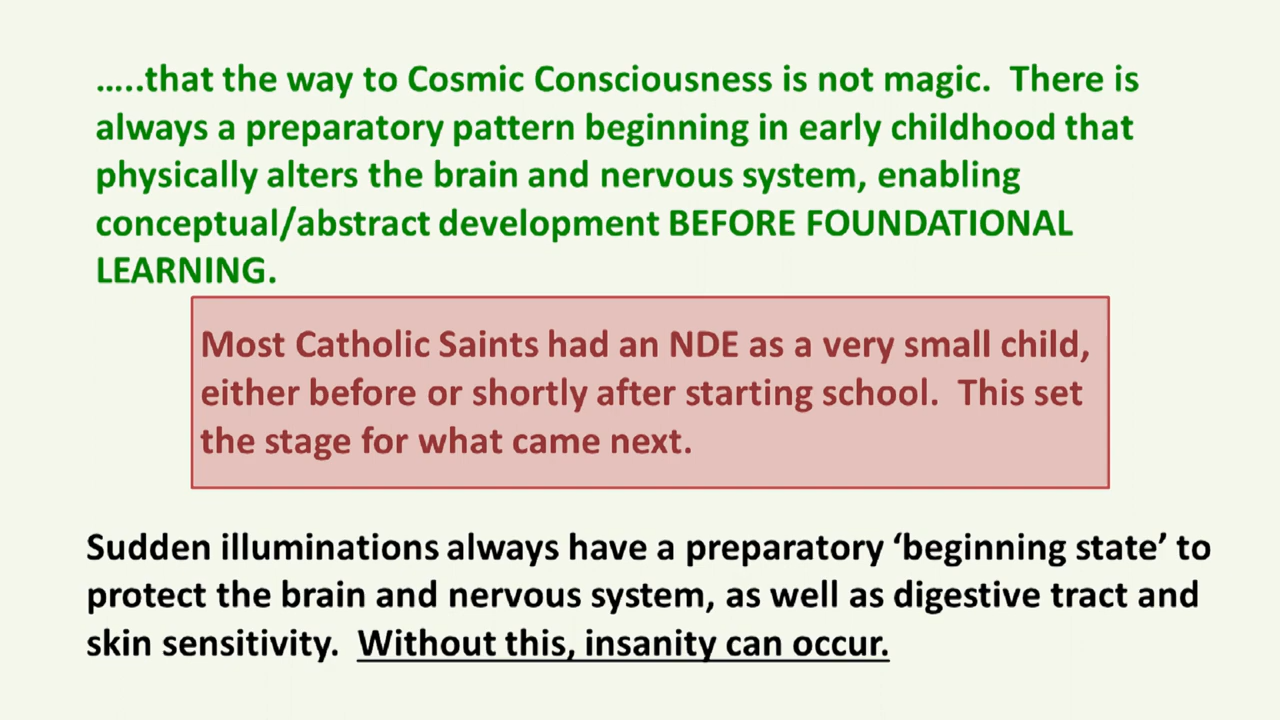 …..that the way to Cosmic Consciousness is not magic.  There is
always a preparatory pattern beginning in early childhood that
physically alters the brain and nervous system, enabling
conceptual/abstract development BEFORE FOUNDATIONAL
LEARNING.
Most Catholic Saints had an NDE as a very small child,
either before or shortly after starting school.  This set
the stage for what came next.
Sudden illuminations always have a preparatory ‘beginning state’ to
protect the brain and nervous system, as well as digestive tract and
skin sensitivity.  Without this, insanity can occur.